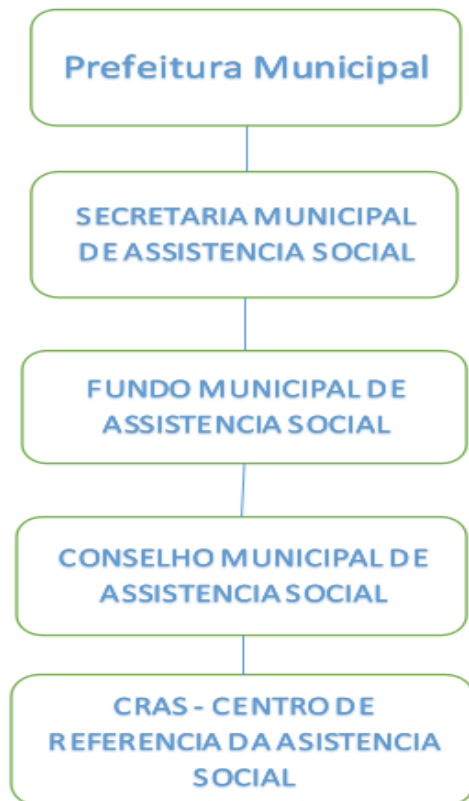 Prefeitura Municipal
SECRETARIA MUNICIPAL
DE ASSISTENCIA SOCIAL
FUNDO MUNICIPAL DE
ASSISTENCIA SOCIAL
CONSELHO MUNICIPAL DE
ASSISTENCIA SOCIAL
CRAS - CENTRO DE
REFERENCIA DA ASISTENCIA
SOCIAL